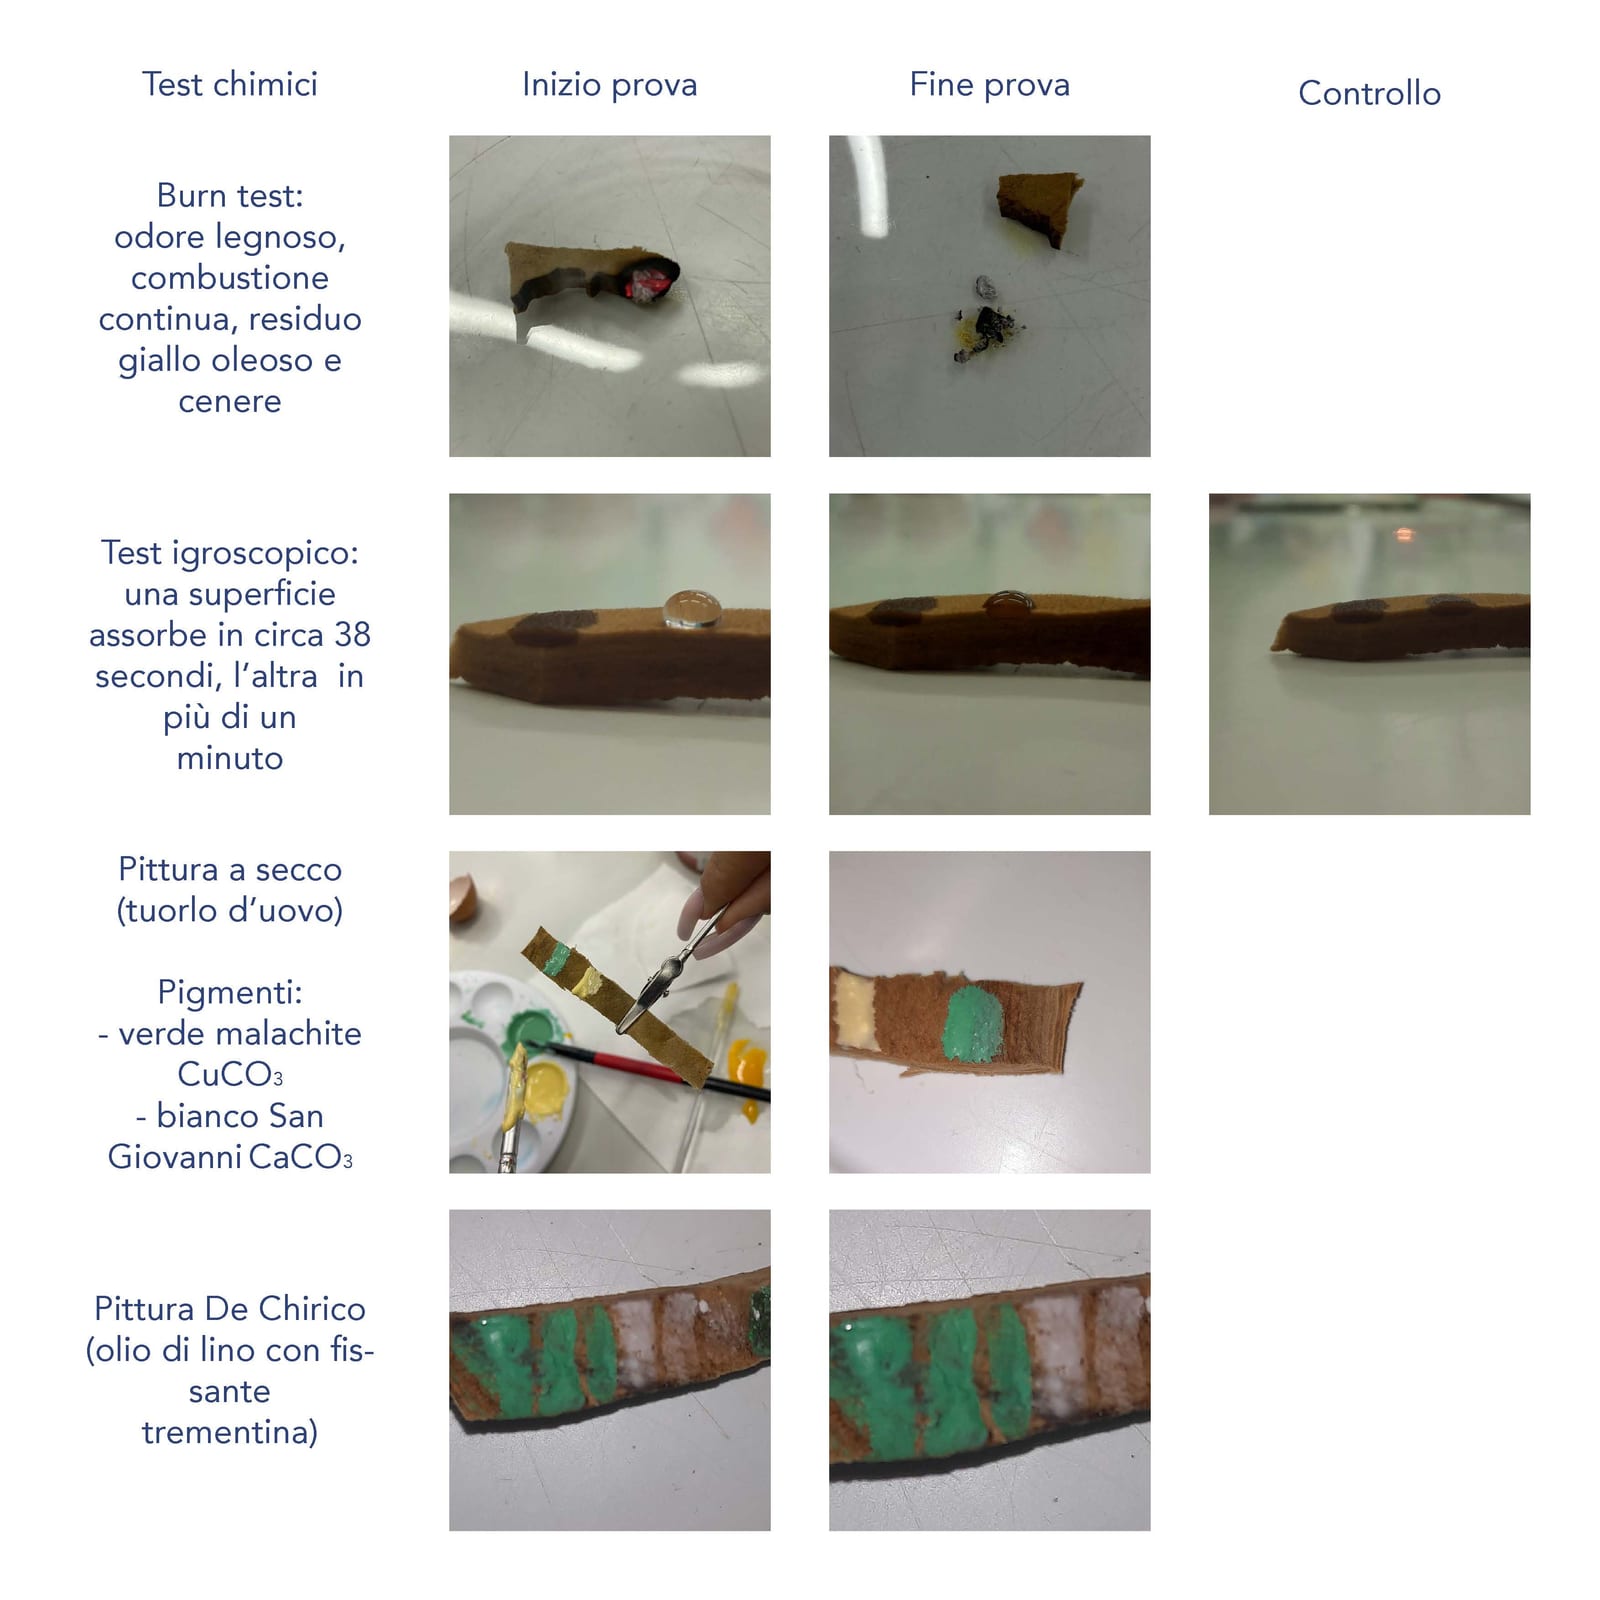 Test chimici
Inizio prova
Fine prova
Controllo
Burn test:
odore legnoso,
combustione
continua, residuo
giallo oleoso e
cenere
Test igroscopico:
una superficie
assorbe in circa 38
secondi, l’altra  in
più di un
minuto
Pittura a secco
(tuorlo d’uovo)
Pigmenti:
- verde malachite
CuCO₃
- bianco San
Giovanni CaCO₃
Pittura De Chirico
(olio di lino con fis-
sante
trementina)